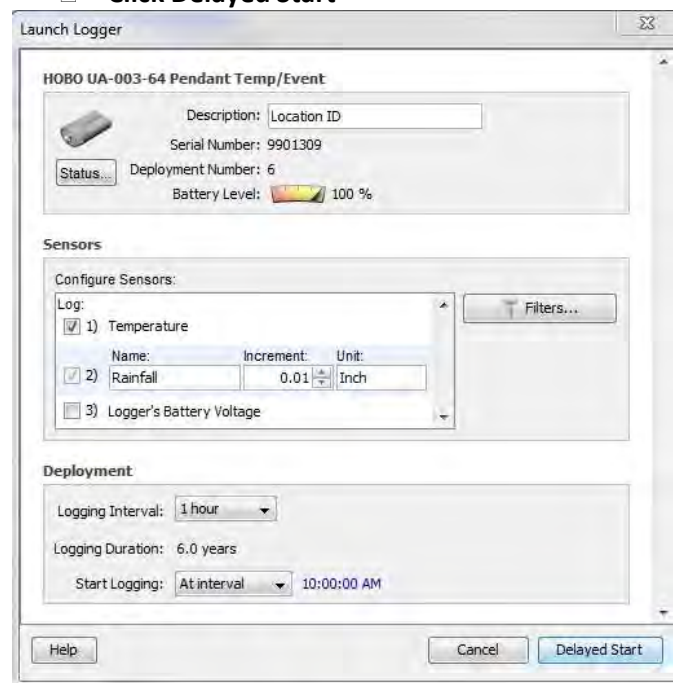 Click Delayed Start
Launch Logger
HOBO UA-003-64 Pendant Temp/Event
Description: Location ID
Serial Number: 9901309
Status... Deployment Number: 6
Battery Level: 100 %
Sensors
Configure Sensors:
Log:
Filters...
1) Temperature
Name: Increment: Unit:
2) Rainfall 0.01 Inch
3) Logger's Battery Voltage
Deployment
Logging Interval: 1 hour
Logging Duration: 6.0 years
Start Logging: At interval 10:00:00 AM
Help Cancel Delayed Start